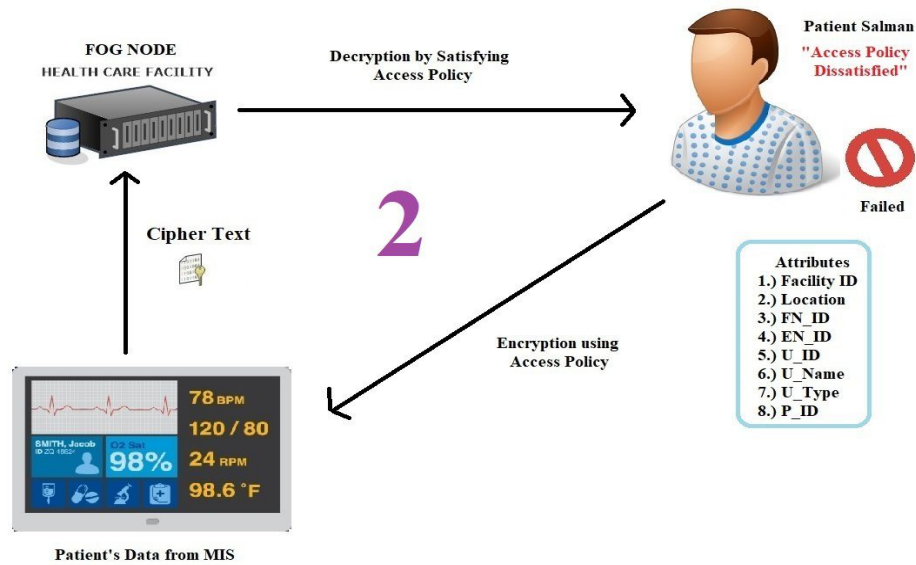 FOG NODE
HEALTH CARE FACILITY
Decryption by Satisfying
Access Policy
Patient Salman
"Access Policy
Dissatisfied"
Failed
2
Cipher Text
Attributes
1.) Facility ID
2.) Location
3.) FN_ID
4.) EN_ID
5.) U_ID
6.) U_Name
7.) U_Type
8.) P_ID
Encryption using
Access Policy
78 BPM
120 / 80
24 RPM
98.6 °F
SMITH, Jacob
O2 Sat
98%
Patient's Data from MIS